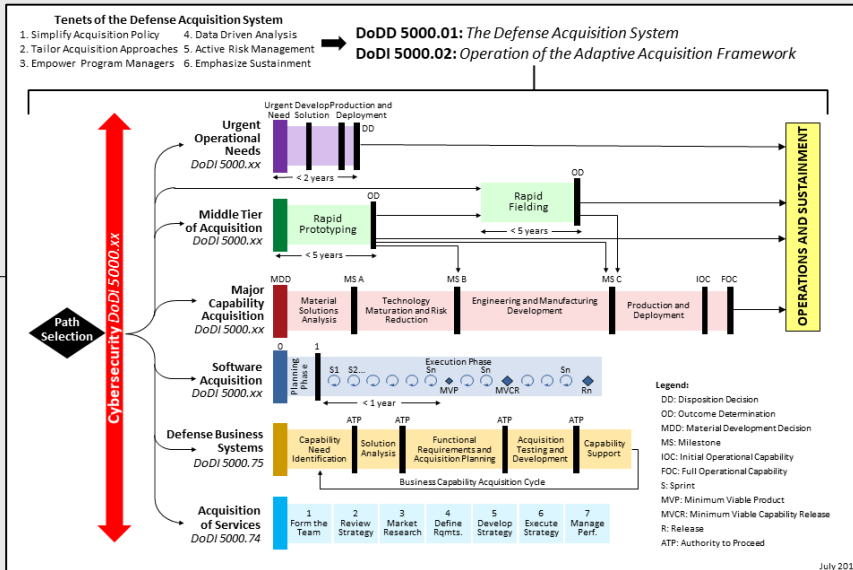 Tenets of the Defense Acquisition System
1. Simplify Acquisition Policy
2. Tailor Acquisition Approaches
3. Empower Program Managers
4. Data Driven Analysis
5. Active Risk Management
6. Emphasize Sustainment
DoDD 5000.01: The Defense Acquisition System
DoDI 5000.02: Operation of the Adaptive Acquisition Framework
Path
Selection
Cybersecurity DoDI 5000.xx
Urgent
Operational
Needs
DoDI 5000.xx
Urgent
Need
Develop
Solution
Production and
Deployment
DD
< 2 years
Middle Tier
of Acquisition
DoDI 5000.xx
Rapid
Prototyping
OD
< 5 years
Rapid
Fielding
OD
< 5 years
Major
Capability
Acquisition
DoDI 5000.xx
MDD
MS A
MS B
MS C
IOC
FOC
Material
Solutions
Analysis
Technology
Maturation and Risk
Reduction
Engineering and Manufacturing
Development
Production and
Deployment
Software
Acquisition
DoDI 5000.xx
0
1
Planning
Phase
Execution Phase
S1
S2...
Sn
Sn
MVP
MVCR
Rn
< 1 year
Defense Business
Systems
DoDI 5000.75
ATP
ATP
ATP
ATP
Capability
Need
Identification
Solution
Analysis
Functional
Requirements and
Acquisition Planning
Acquisition
Testing and
Development
Capability
Support
Business Capability Acquisition Cycle
Acquisition
of Services
DoDI 5000.74
1
Form the
Team
2
Review
Strategy
3
Market
Research
4
Define
Rqmts.
5
Develop
Strategy
6
Execute
Strategy
7
Manage
Perf.
OPERATIONS AND SUSTAINMENT
Legend:
DD: Disposition Decision
OD: Outcome Determination
MDD: Material Development Decision
MS: Milestone
IOC: Initial Operational Capability
FOC: Full Operational Capability
S: Sprint
MVP: Minimum Viable Product
MVCR: Minimum Viable Capability Release
R: Release
ATP: Authority to Proceed
July 201